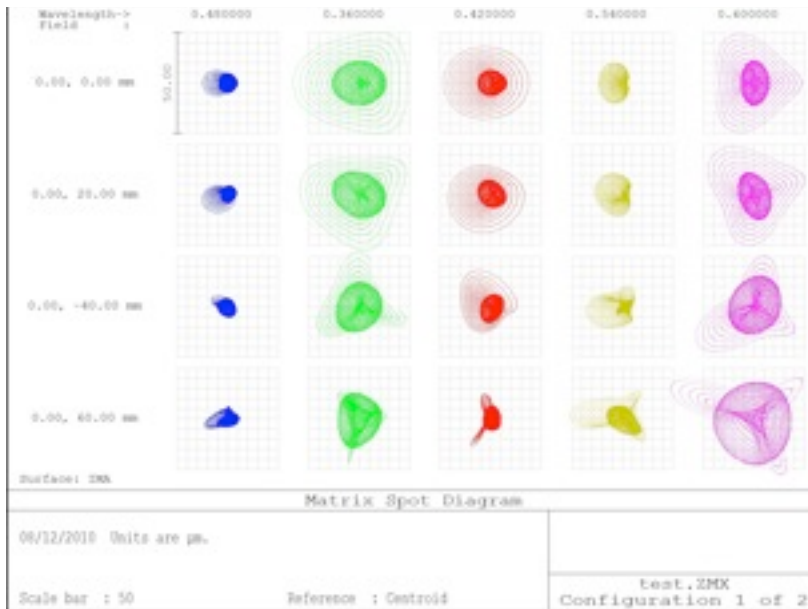 Wavelength-> 0.480000 0.360000 0.420000 0.540000 0.600000
Field :
0.00, 0.00 mm
50.00
0.00, 20.00 mm
0.00, -40.00 mm
0.00, 60.00 mm
Surface: IMA
Matrix Spot Diagram
08/12/2010 Units are µm.
Scale bar : 50 Reference : Centroid
test.ZMX
Configuration 1 of 2